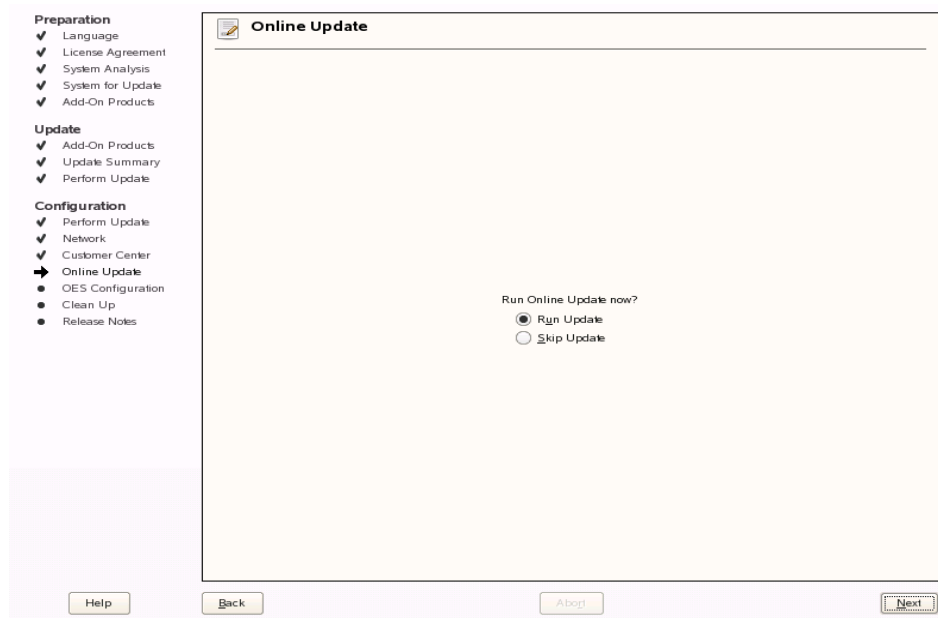 Preparation
Language
License Agreement
System Analysis
System for Update
Add-On Products
Update
Add-On Products
Update Summary
Perform Update
Configuration
Perform Update
Network
Customer Center
Online Update
OES Configuration
Clean Up
Release Notes
Online Update
Run Online Update now?
Run Update
Skip Update
Help
Back
Abort
Next